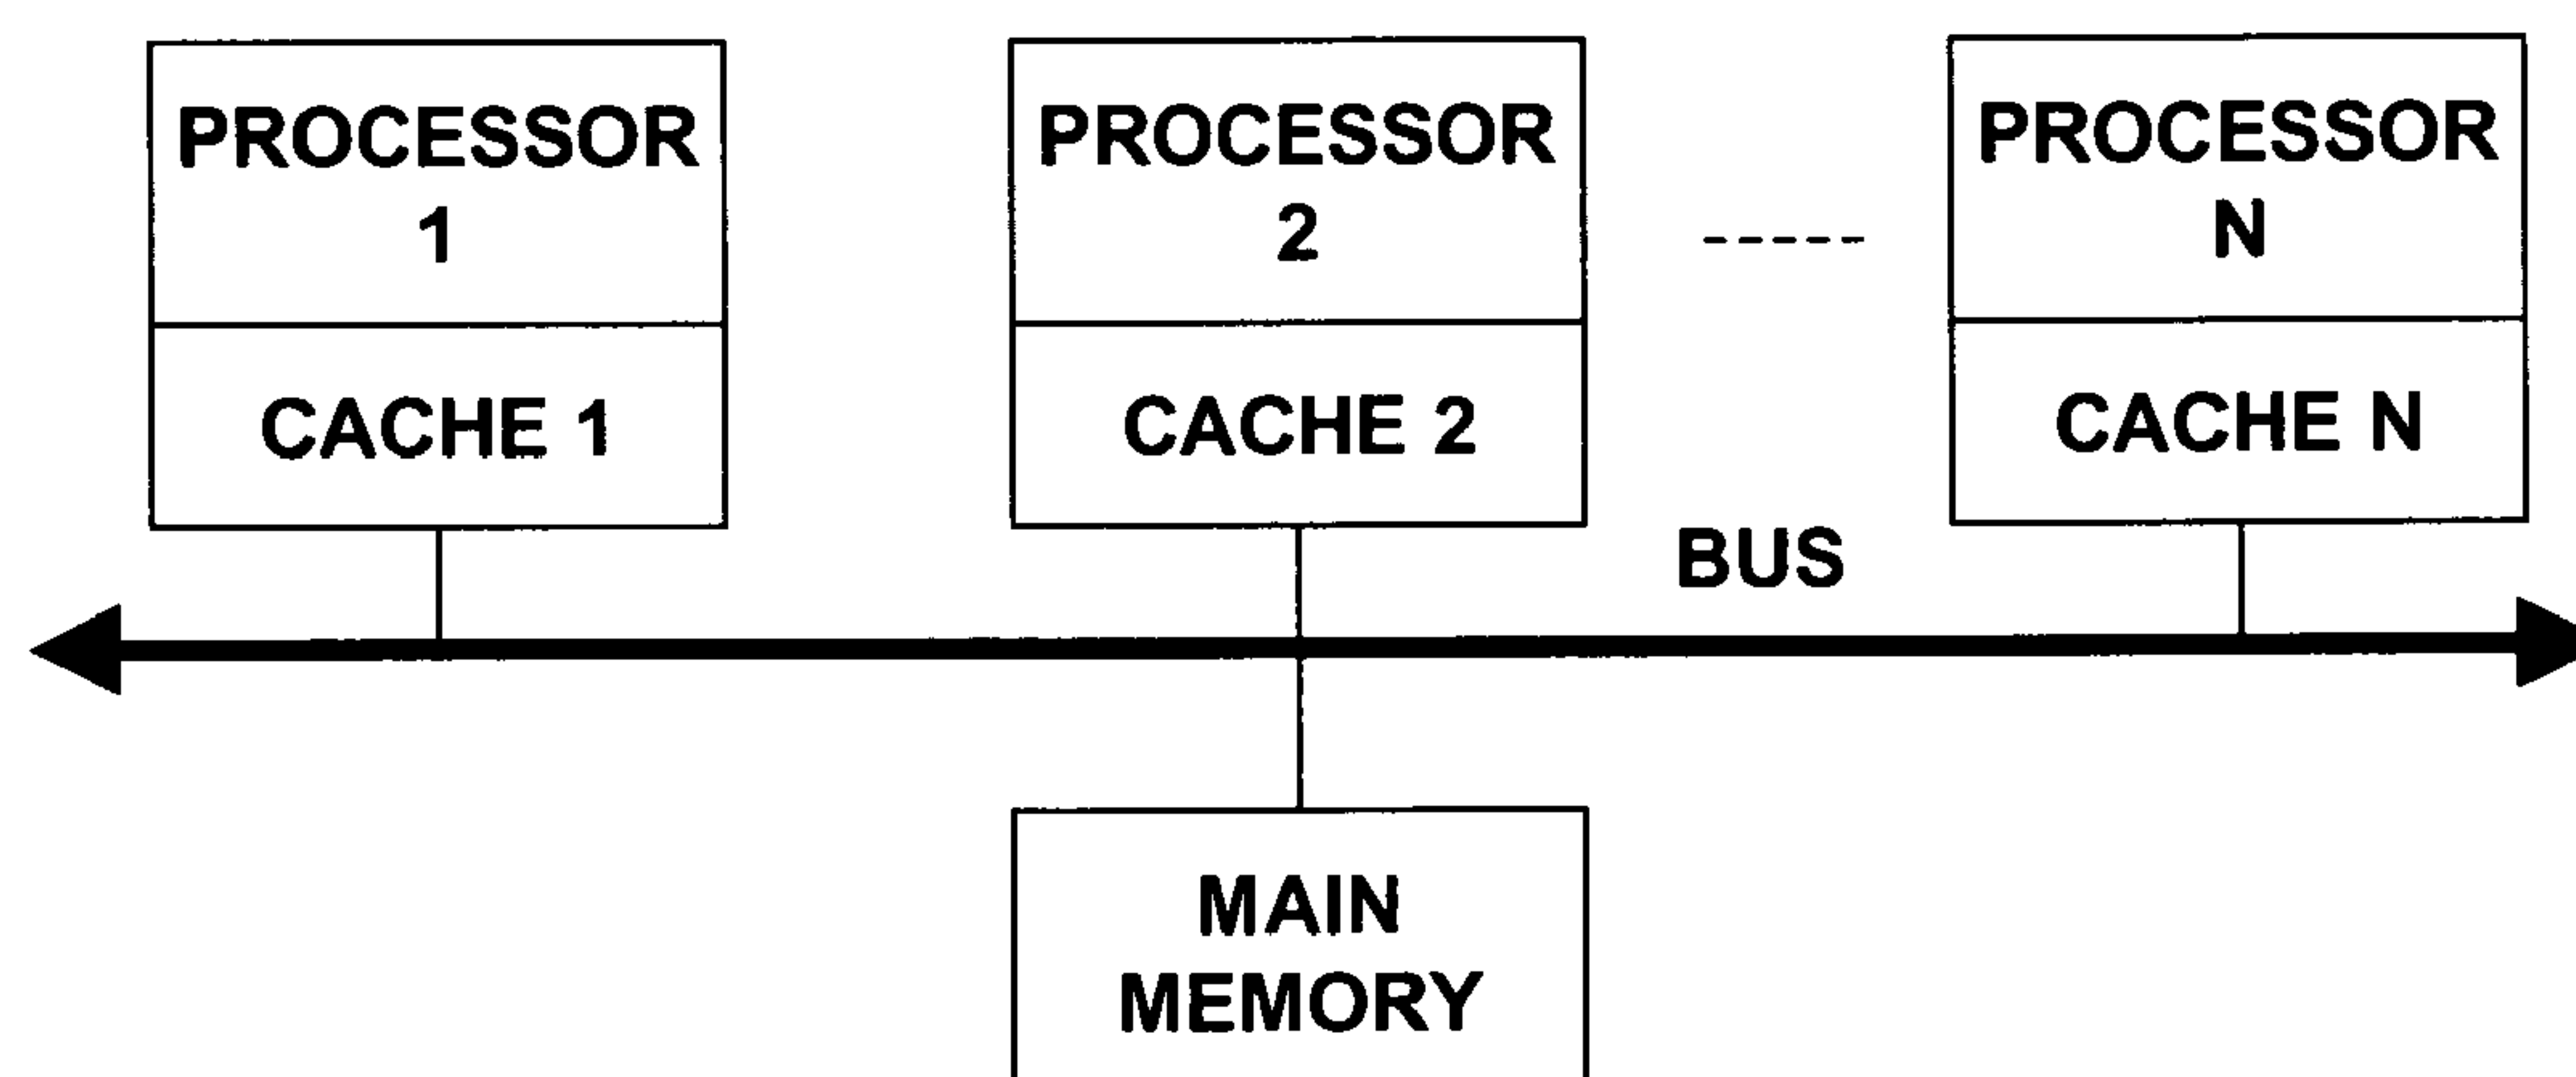 PROCESSOR
1
CACHE 1
PROCESSOR
2
CACHE 2
PROCESSOR
N
CACHE N
BUS
MAIN
MEMORY